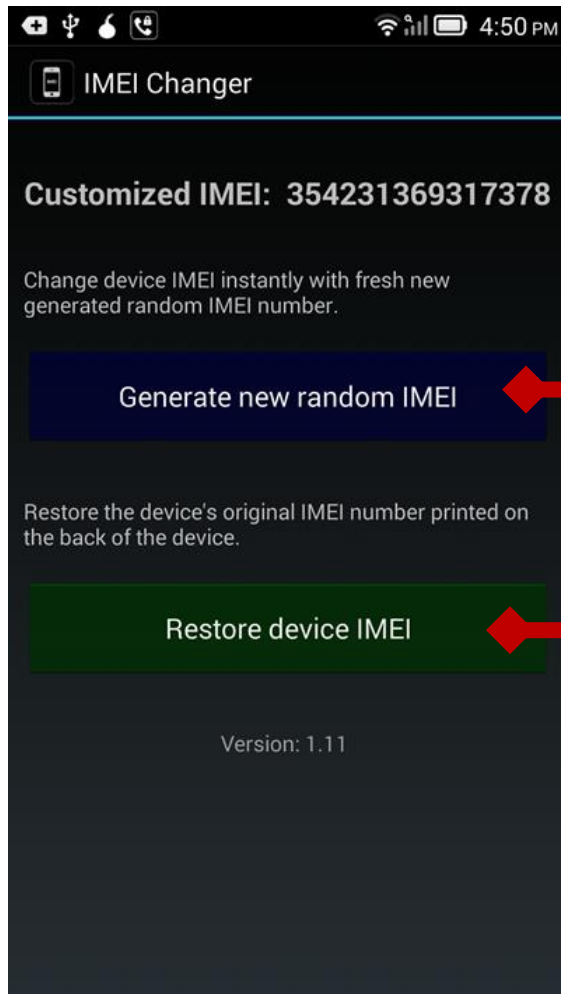 4:50 PM
IMEI Changer
Customized IMEI: 354231369317378
Change device IMEI instantly with fresh new
generated random IMEI number.
Generate new random IMEI
Restore the device's original IMEI number printed on
the back of the device.
Restore device IMEI
Version: 1.11